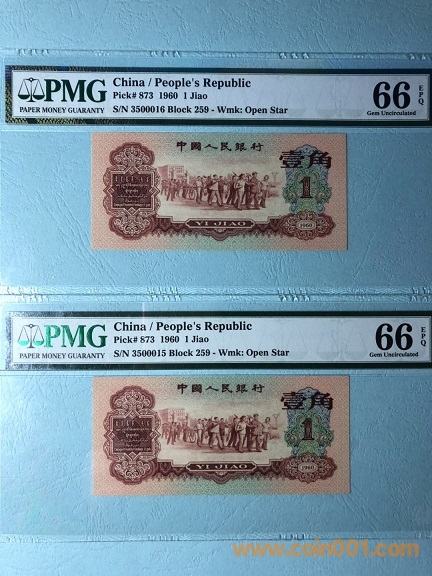 PMG
PAPER MONEY GUARANTY
China / People's Republic
Pick# 873 1960 1 Jiao
S/N 3500016 Block 259 - Wmk: Open Star
66 EPQ
Gem Uncirculated
中國人民銀行
壹角
1
YI JIAO
1960
PMG
PAPER MONEY GUARANTY
China / People's Republic
Pick# 873 1960 1 Jiao
S/N 3500015 Block 259 - Wmk: Open Star
66 EPQ
Gem Uncirculated
中國人民銀行
壹角
1
YI JIAO
1960
www.coin001.com